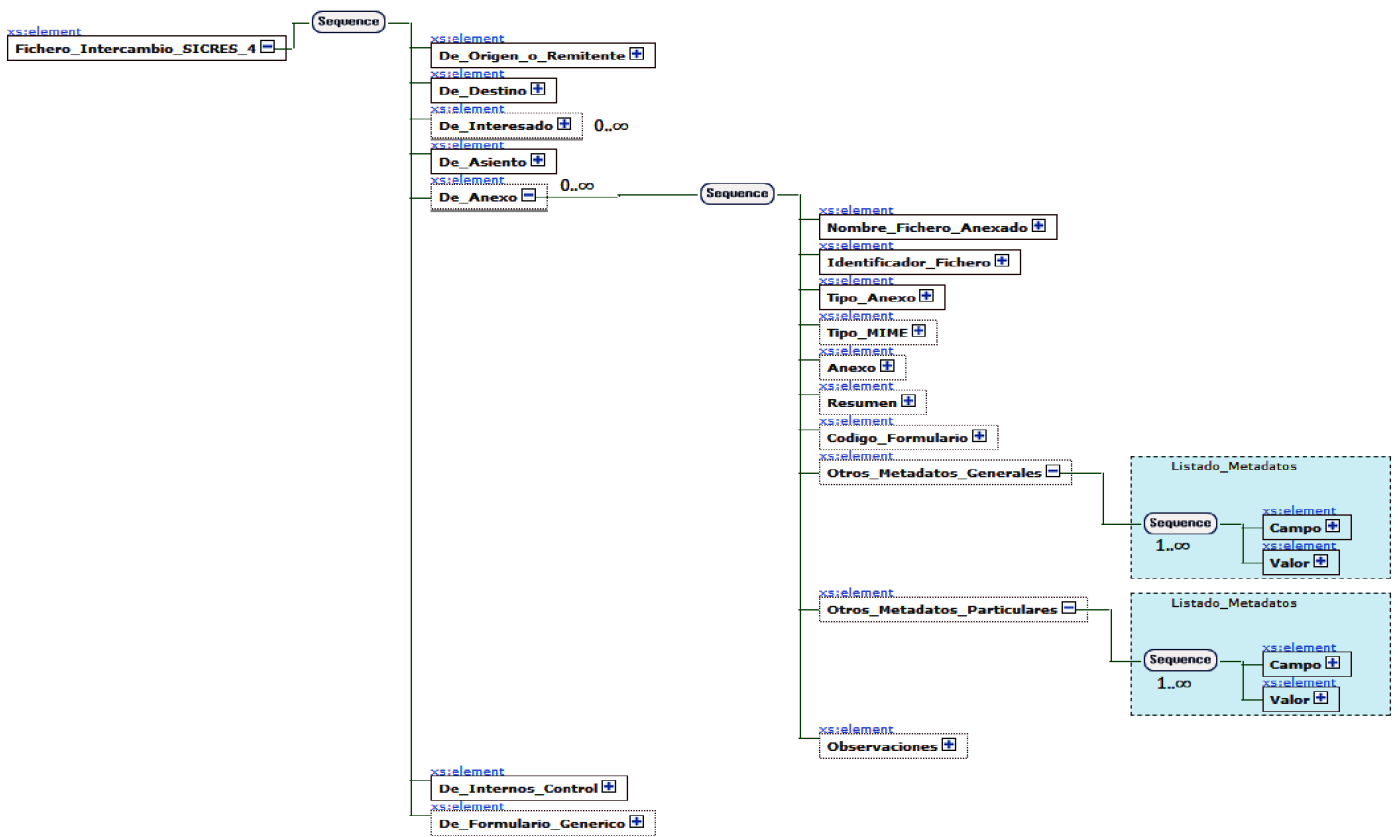 Sequence
xs:element
Fichero_Intercambio_SICRES_4
xs:element
De_Origen_o_Remitente
xs:element
De_Destino
xs:element
De_Interesado 0..∞
xs:element
De_Asiento
xs:element
De_Anexo 0..∞
Sequence
xs:element
Nombre_Fichero_Anexado
xs:element
Identificador_Fichero
xs:element
Tipo_Anexo
xs:element
Tipo_MIME
xs:element
Anexo
xs:element
Resumen
xs:element
Codigo_Formulario
xs:element
Otros_Metadatos_Generales
Listado_Metadatos
Sequence
1..∞
xs:element
Campo
xs:element
Valor
xs:element
Otros_Metadatos_Particulares
Listado_Metadatos
Sequence
1..∞
xs:element
Campo
xs:element
Valor
xs:element
Observaciones
xs:element
De_Internos_Control
xs:element
De_Formulario_Generico